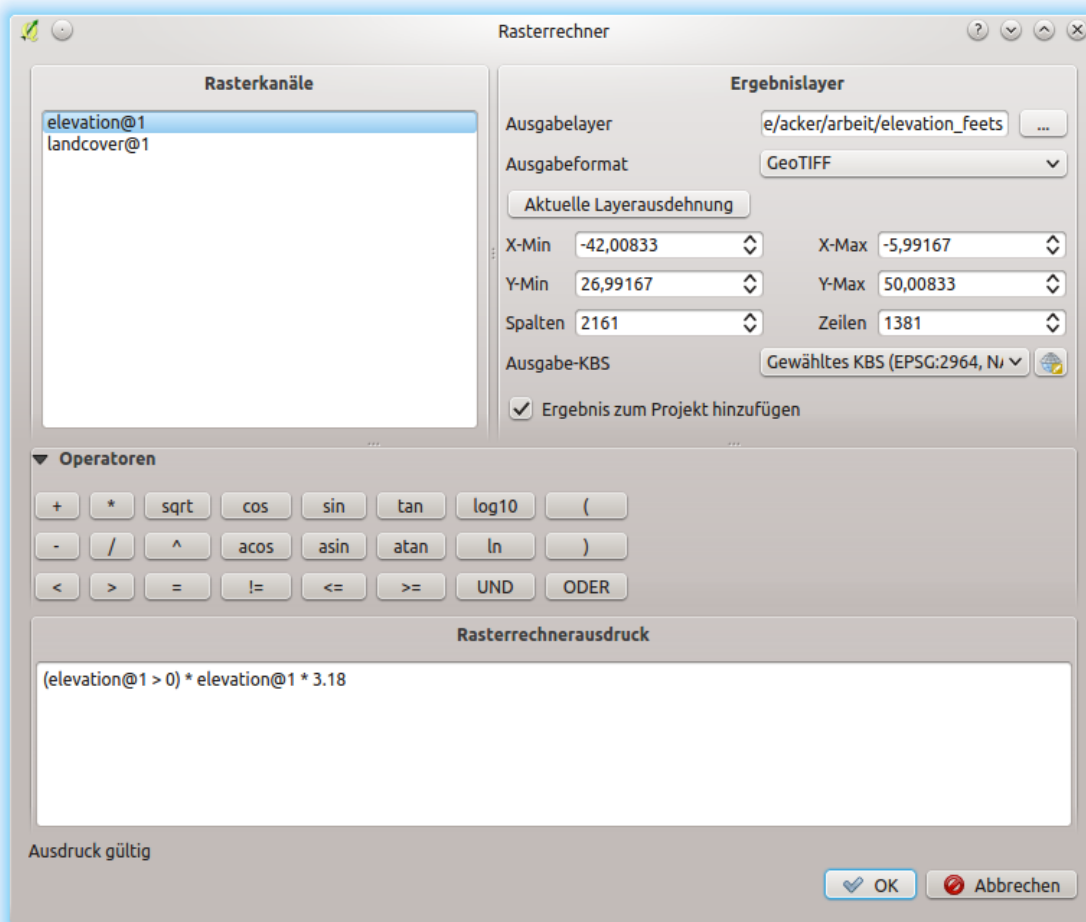 Rasterrechner
Rasterkanäle
elevation@1
landcover@1
Ergebnislayer
Ausgabelayer e/acker/arbeit/elevation_feets ...
Ausgabeformat GeoTIFF
Aktuelle Layerausdehnung
X-Min -42,00833 X-Max -5,99167
Y-Min 26,99167 Y-Max 50,00833
Spalten 2161 Zeilen 1381
Ausgabe-KBS Gewähltes KBS (EPSG:2964, NA
Ergebnis zum Projekt hinzufügen
Operatoren
+ * sqrt cos sin tan log10 (
- / ^ acos asin atan ln )
< > = != <= >= UND ODER
Rasterrechnerausdruck
(elevation@1 > 0) * elevation@1 * 3.18
Ausdruck gültig
OK Abbrechen